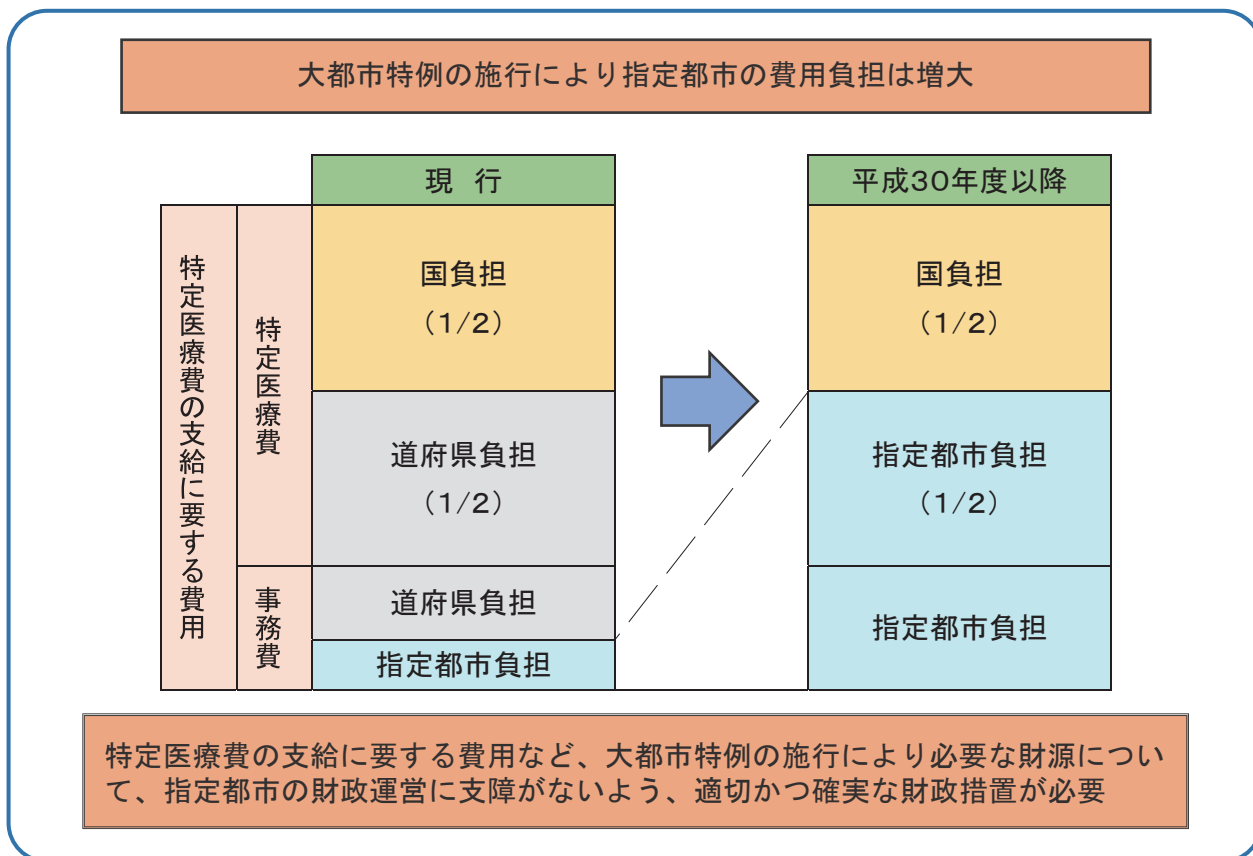 大都市特例の施行により指定都市の費用負担は増大
現 行
平成30年度以降
特定医療費の支給に要する費用
特定医療費
事務費
国負担
(1/2)
道府県負担
(1/2)
道府県負担
指定都市負担
国負担
(1/2)
指定都市負担
(1/2)
指定都市負担
特定医療費の支給に要する費用など、大都市特例の施行により必要な財源につい
て、指定都市の財政運営に支障がないよう、適切かつ確実な財政措置が必要